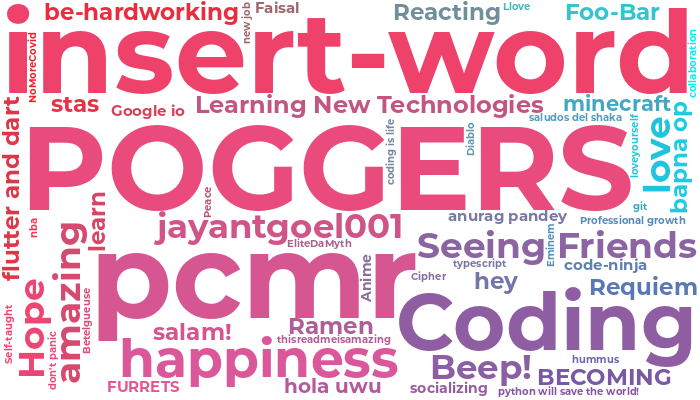 be-hardworking
new job
Faisal
Reacting
Llove
Foo-Bar
insert-word
NoMoreCovid
collaboration
stas
Google io
Learning New Technologies
minecraft
saludos del shaka
flutter and dart
POGGERS
coding is life
Diablo
loveyourself
love
bapna op
nba
learn
Peace
jayantgoel001
anurag pandey
git
Professional growth
EliteDaMyth
Seeing Friends
Eminem
amazing
pcmr
Anime
typescript
code-ninja
Cipher
hey
Requiem
Hope
Betelgeuse
Self-taught
don't panic
salam!
Ramen
thisreadmeisamazing
Coding
happiness
Beep!
hummus
BECOMING
FURRETS
hola uwu
socializing
python will save the world!